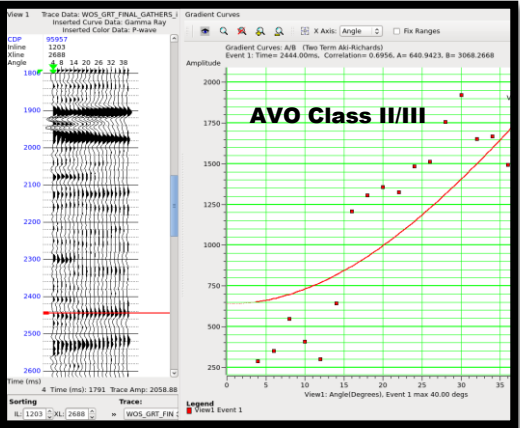 View 1 Trace Data: WOS_GRT_FINAL_GATHERS_i
Inserted Curve Data: Gamma Ray
Inserted Color Data: P-wave
CDP 95957
Inline 1203
Xline 2688
Angle 4 8 14 20 26 32 38
1800
1900
2000
2100
2200
2300
2400
2500
2600
Time (ms)
4 Time (ms): 1791 Trace Amp: 2058.88
Sorting Trace:
IL: 1203 XL: 2688 » WOS_GRT_FIN
Gradient Curves
X Axis: Angle Fix Ranges
Gradient Curves: A/B (Two Term Aki-Richards)
Event 1: Time= 2444.00ms, Correlation= 0.6956, A= 640.9423, B= 3068.2668
Amplitude
AVO Class II/III
2000
1750
1500
1250
1000
750
500
250
0 5 10 15 20 25 30 35
View1: Angle(Degrees), Event 1 max 40.00 degs
Legend
View1 Event 1